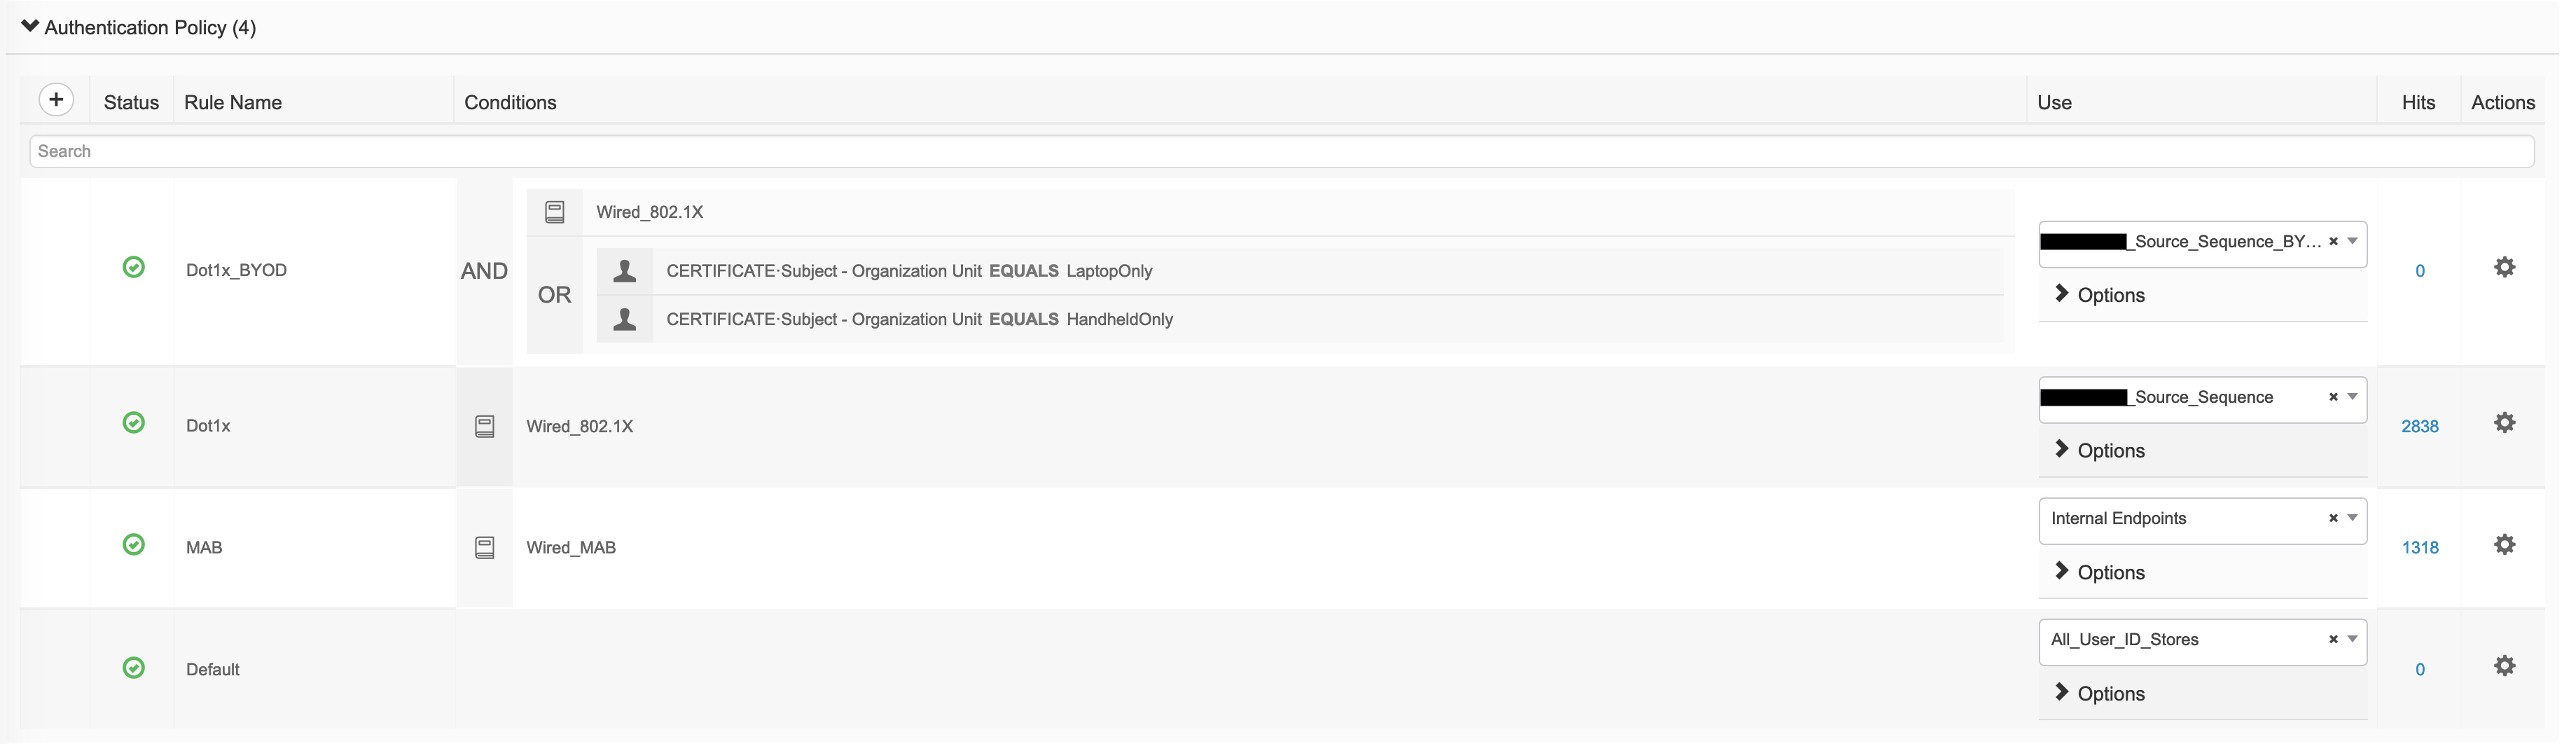 Authentication Policy (4)
Status Rule Name Conditions Use Hits Actions
Search
Dot1x_BYOD AND Wired_802.1X
OR CERTIFICATE·Subject - Organization Unit EQUALS LaptopOnly
CERTIFICATE·Subject - Organization Unit EQUALS HandheldOnly
_Source_Sequence_BY...
Options
0
Dot1x Wired_802.1X _Source_Sequence 2838
Options
MAB Wired_MAB Internal Endpoints 1318
Options
Default All_User_ID_Stores 0
Options